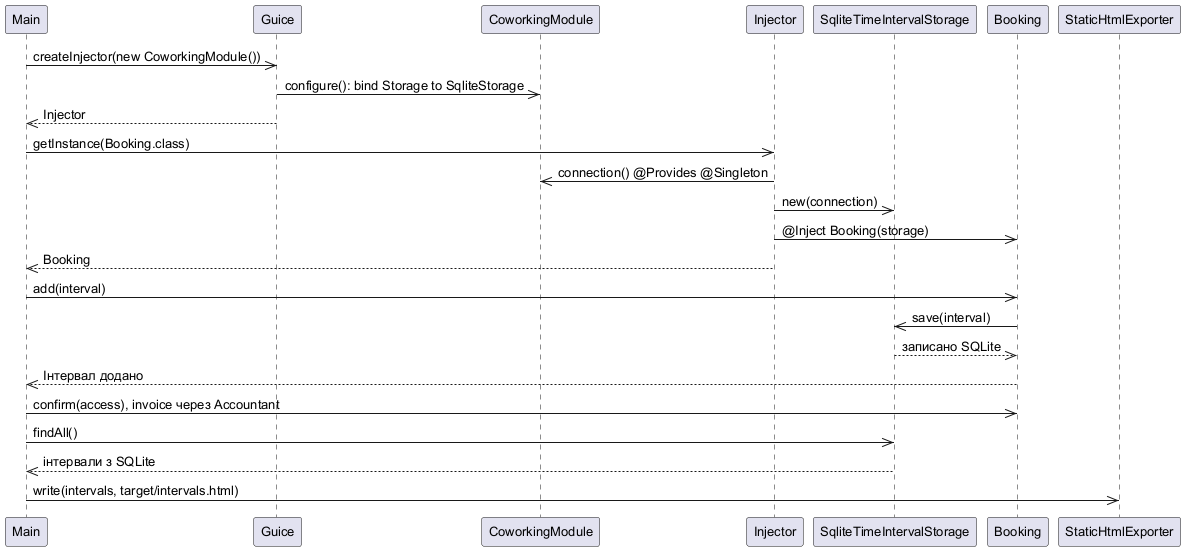 Main Guice CoworkingModule Injector SqliteTimeIntervalStorage Booking StaticHtmlExporter
createInjector(new CoworkingModule())
configure(): bind Storage to SqliteStorage
Injector
getInstance(Booking.class)
connection() @Provides @Singleton
new(connection)
@Inject Booking(storage)
Booking
add(interval)
save(interval)
записано SQLite
Інтервал додано
confirm(access), invoice через Accountant
findAll()
інтервали з SQLite
write(intervals, target/intervals.html)
Main Guice CoworkingModule Injector SqliteTimeIntervalStorage Booking StaticHtmlExporter